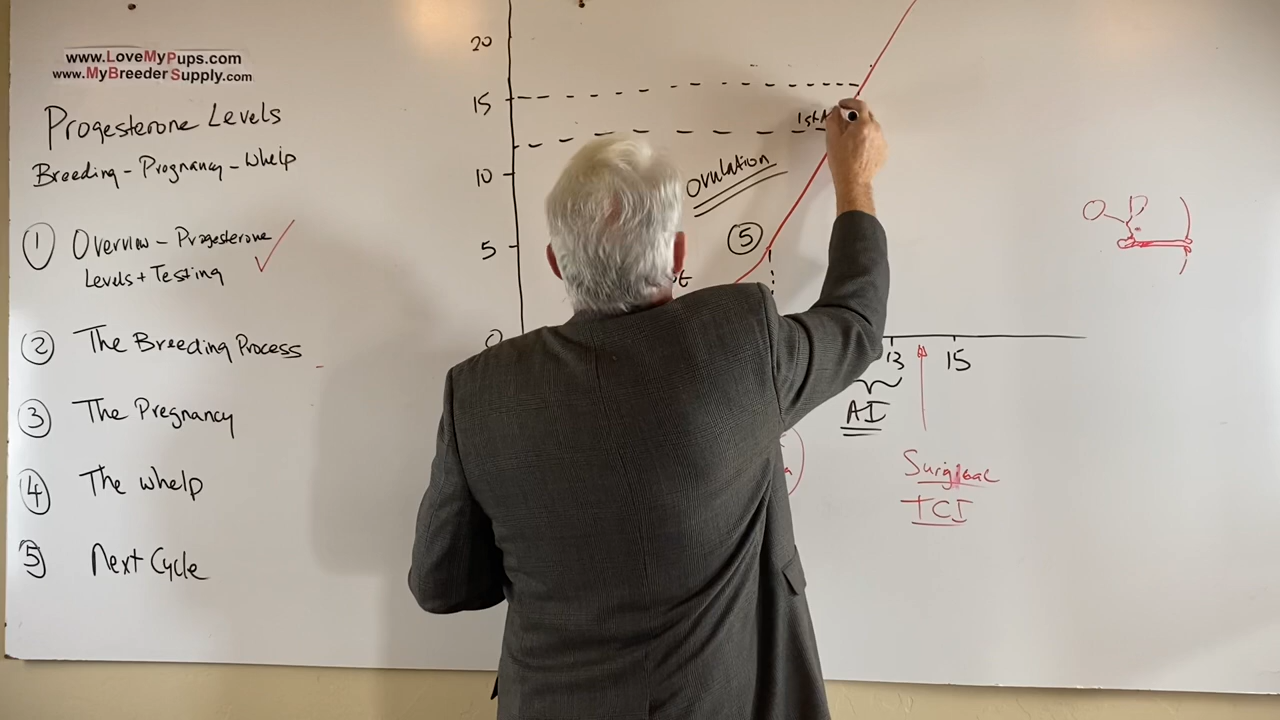 www.LoveMyPups.com
www.MyBreederSupply.com
Progesterone Levels
Breeding - Pregnancy - Whelp
1 Overview - Progesterone
Levels + Testing
2 The Breeding Process
3 The Pregnancy
4 The Whelp
5 Next Cycle
20
15
10
5
0
1st
Ovulation
5
13
15
AI
Surgical
TCI